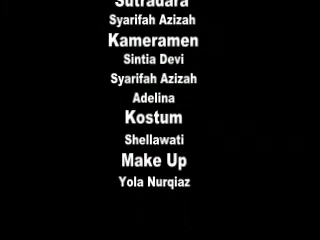 Sutradara
Syarifah Azizah
Kameramen
Sintia Devi
Syarifah Azizah
Adelina
Kostum
Shellawati
Make Up
Yola Nurqiaz